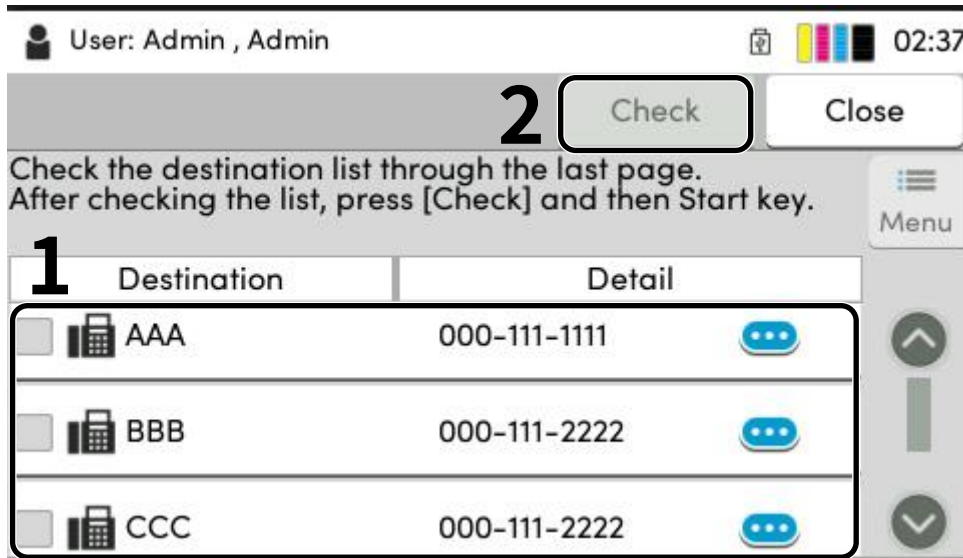 User: Admin , Admin
02:37
2
Check
Close
Check the destination list through the last page.
After checking the list, press [Check] and then Start key.
Menu
1
Destination
Detail
AAA
000-111-1111
BBB
000-111-2222
CCC
000-111-2222